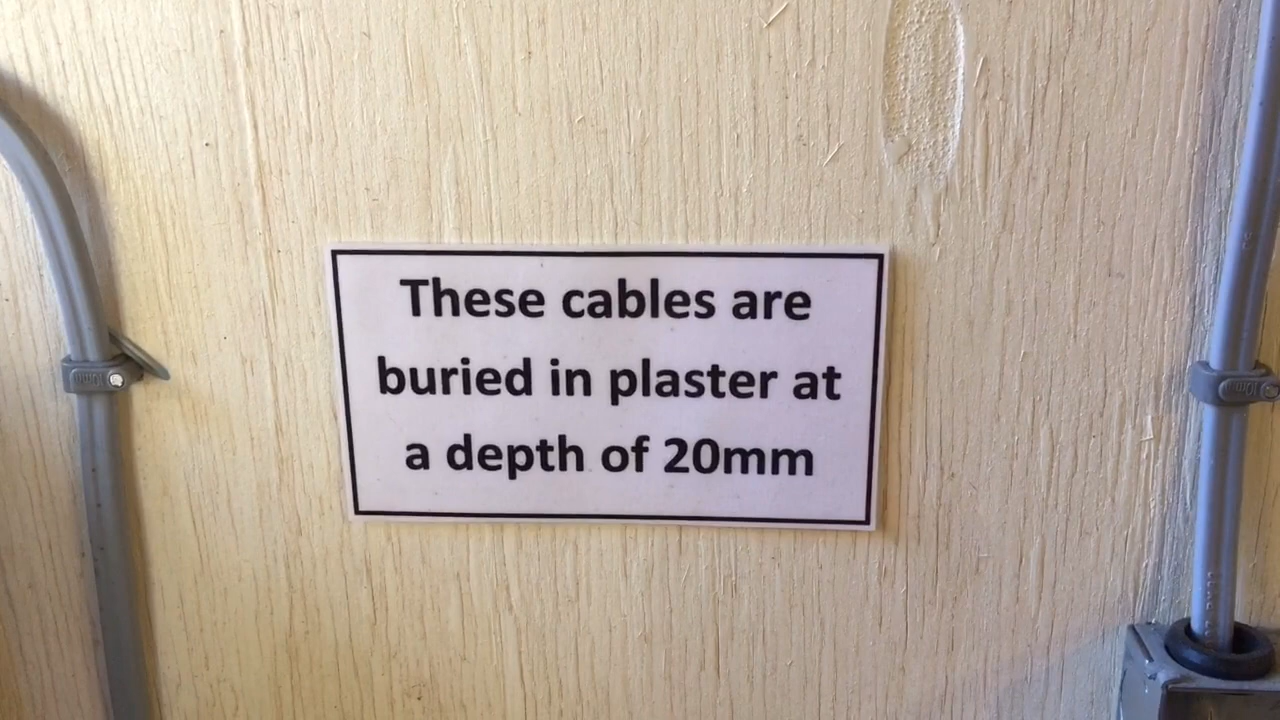 These cables are
buried in plaster at
a depth of 20mm